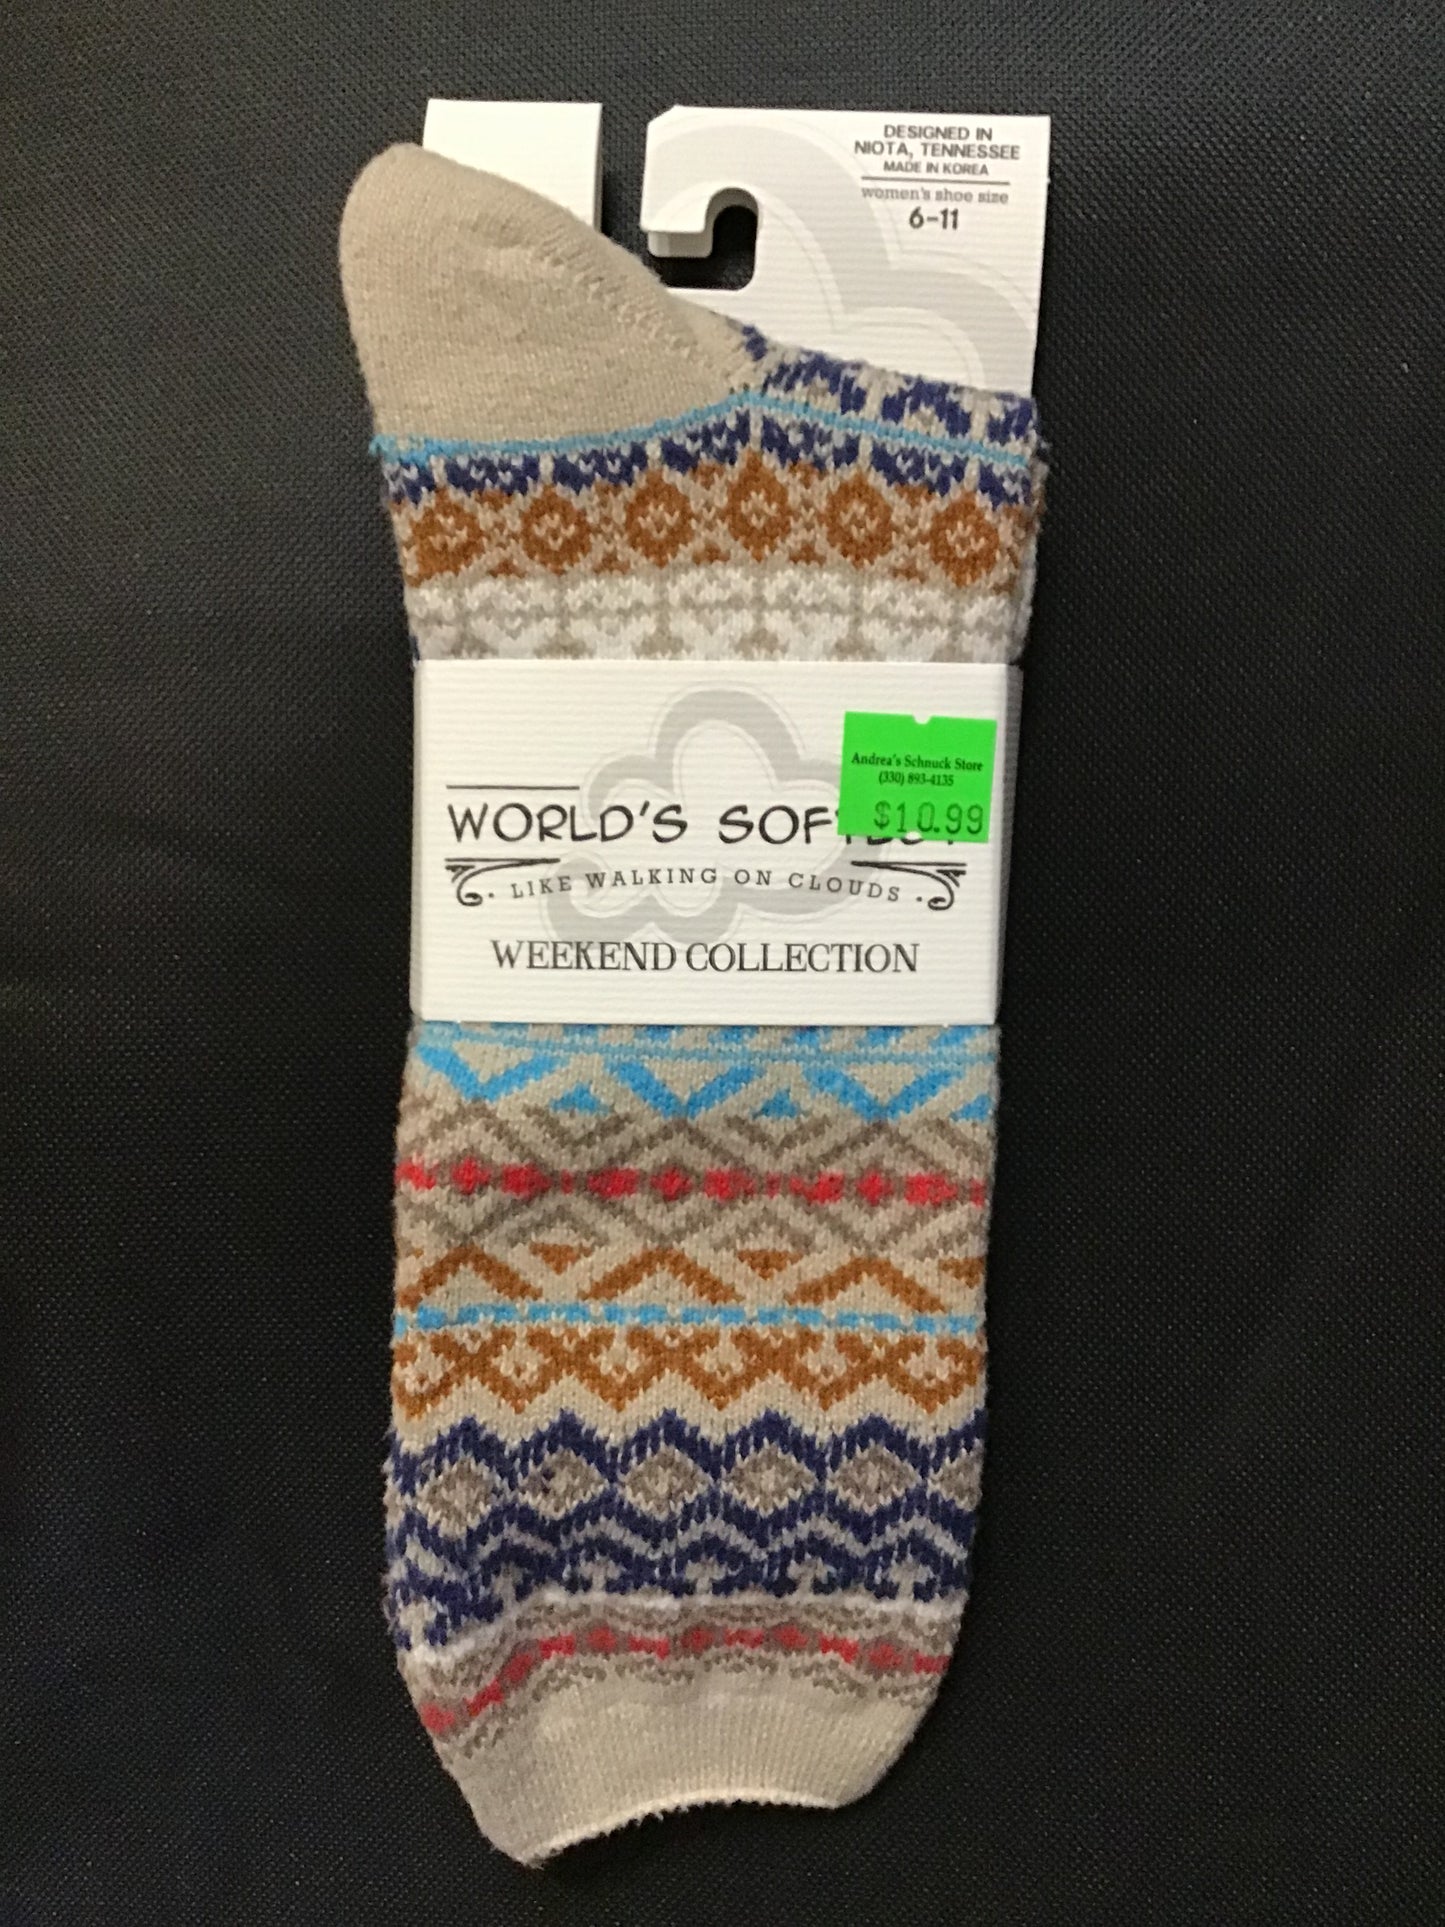 DESIGNED IN
NIOTA, TENNESSEE
MADE IN KOREA
women's shoe size
6-11
Andrea's Schnuck Store
(330) 893-4135
$10.99
WORLD'S SOFTEST
. LIKE WALKING ON CLOUDS .
WEEKEND COLLECTION